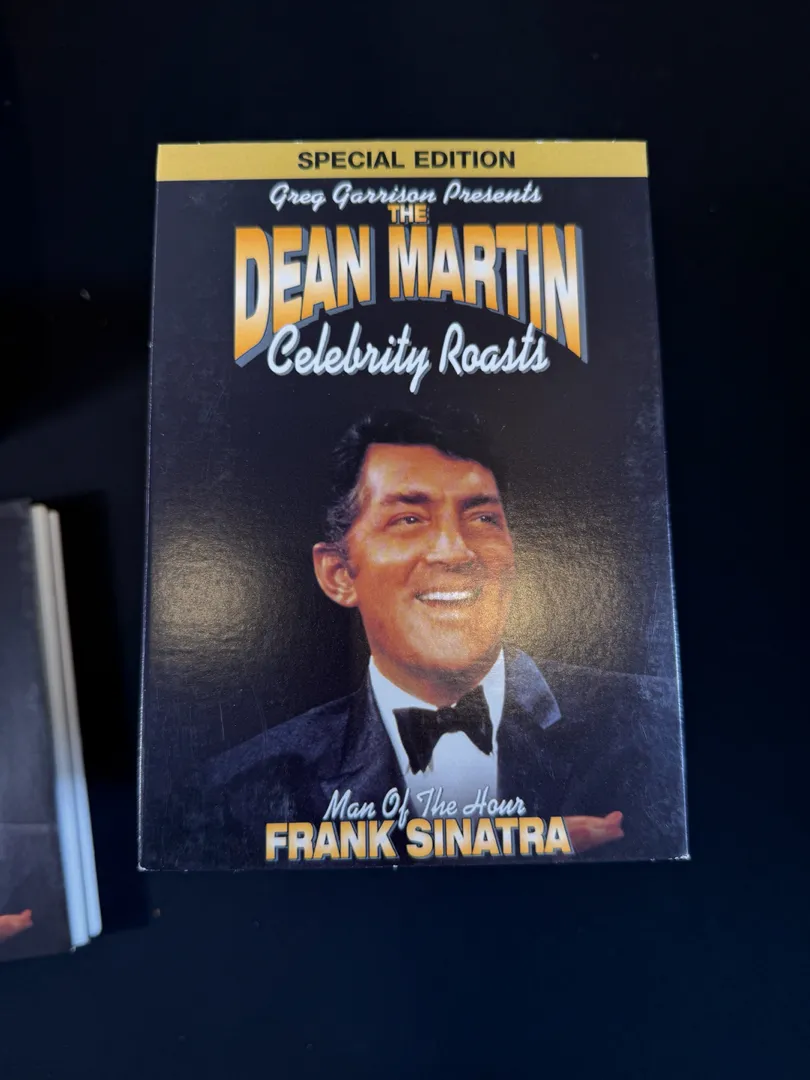 SPECIAL EDITION
Greg Garrison Presents
THE
DEAN MARTIN
Celebrity Roasts
Man Of The Hour
FRANK SINATRA